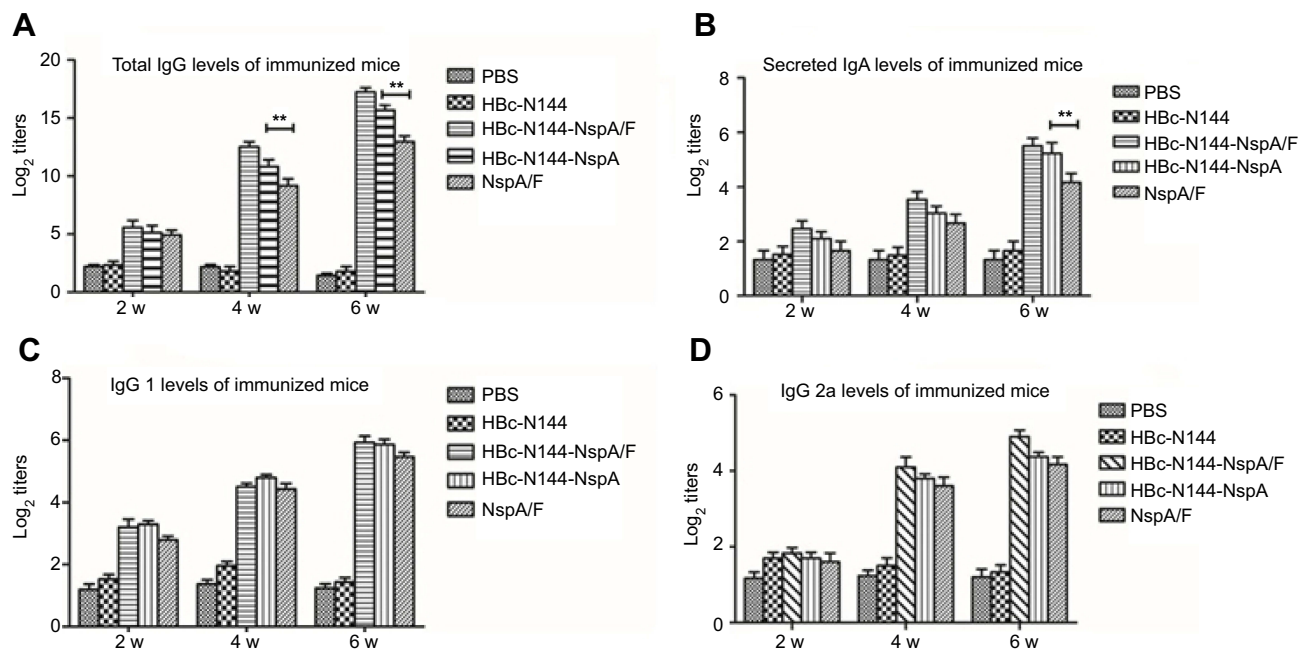 A
Total IgG levels of immunized mice
Log2 titers
20
15
10
5
0
**
**
2 w
4 w
6 w
PBS
HBc-N144
HBc-N144-NspA/F
HBc-N144-NspA
NspA/F
B
Secreted IgA levels of immunized mice
Log2 titers
8
6
4
2
0
**
2 w
4 w
6 w
PBS
HBc-N144
HBc-N144-NspA/F
HBc-N144-NspA
NspA/F
C
IgG 1 levels of immunized mice
Log2 titers
8
6
4
2
0
2 w
4 w
6 w
PBS
HBc-N144
HBc-N144-NspA/F
HBc-N144-NspA
NspA/F
D
IgG 2a levels of immunized mice
Log2 titers
6
4
2
0
2 w
4 w
6 w
PBS
HBc-N144
HBc-N144-NspA/F
HBc-N144-NspA
NspA/F